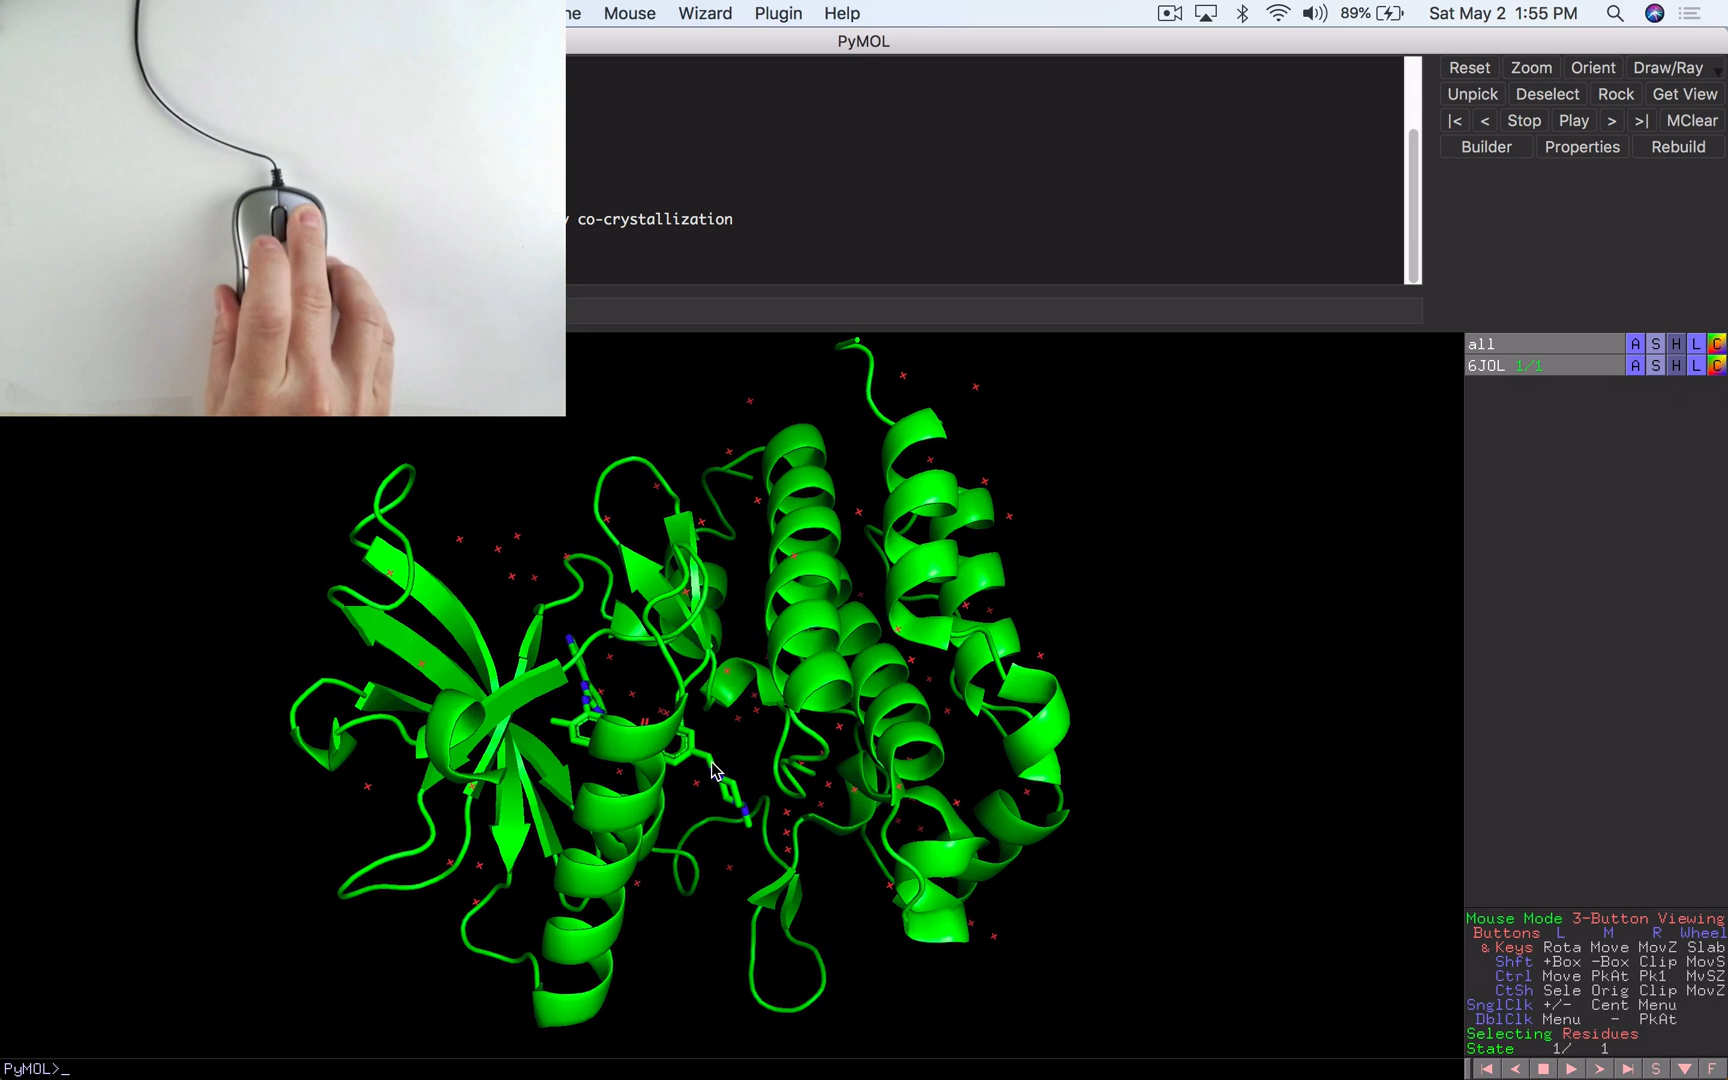 ne Mouse Wizard Plugin Help 89% Sat May 2 1:55 PM
PyMOL
Reset Zoom Orient Draw/Ray
Unpick Deselect Rock Get View
|< < Stop Play > >| MClear
Builder Properties Rebuild
y co-crystallization
all A S H L C
6JOL 1/1 A S H L C
Mouse Mode 3-Button Viewing
Buttons L M R Wheel
& Keys Rota Move MovZ Slab
Shft +Box -Box Clip MovS
Ctrl Move PkAt Pk1 MvSZ
CtSh Sele Orig Clip MovZ
SnglClk +/- Cent Menu
DblClk Menu - PkAt
Selecting Residues
State 1/ 1
PyMOL>_ S F